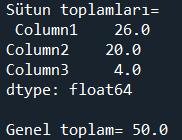 Sütun toplamları=
 Column1    26.0
Column2    20.0
Column3     4.0
dtype: float64

Genel toplam= 50.0